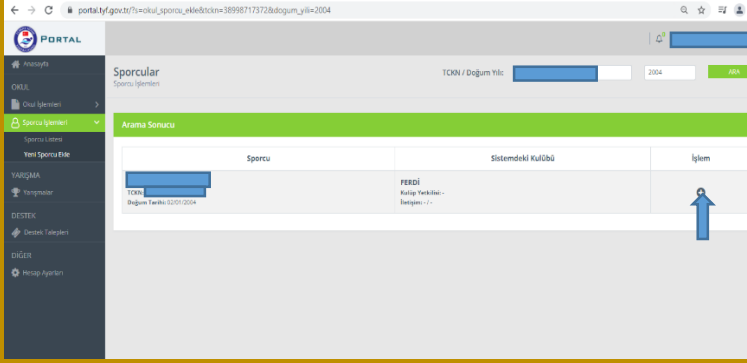 portal.tyf.gov.tr/?s=okul_sporcu_ekle&tckn=38998717372&dogum_yili=2004
PORTAL
Anasayfa
OKUL
Okul İşlemleri
Sporcu İşlemleri
Sporcu Listesi
Yeni Sporcu Ekle
YARIŞMA
Yarışmalar
DESTEK
Destek Talepleri
DİĞER
Hesap Ayarları
0
Sporcular
Sporcu İşlemleri
TCKN / Doğum Yılı:
2004
ARA
Arama Sonucu
Sporcu
Sistemdeki Kulübü
İşlem
TCKN:
Doğum Tarihi: 02/01/2004
FERDİ
Kulüp Yetkilisi: -
İletişim: - / -